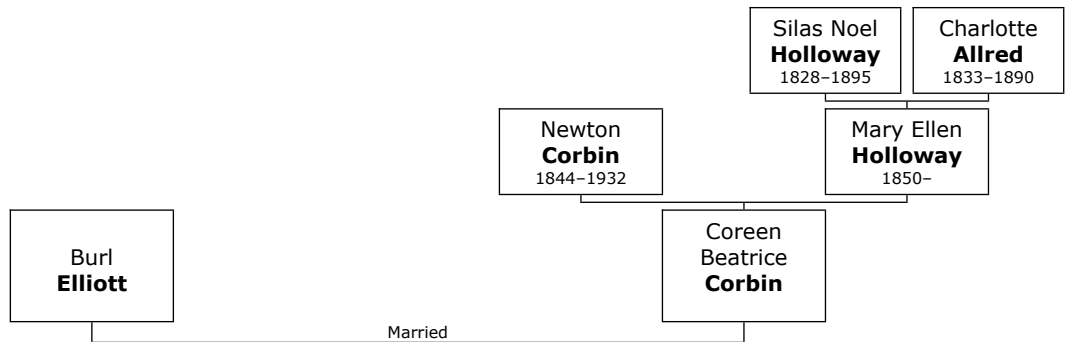 Silas Noel
Holloway
1828–1895
Charlotte
Allred
1833–1890
Newton
Corbin
1844–1932
Mary Ellen
Holloway
1850–
Burl
Elliott
Coreen
Beatrice
Corbin
Married